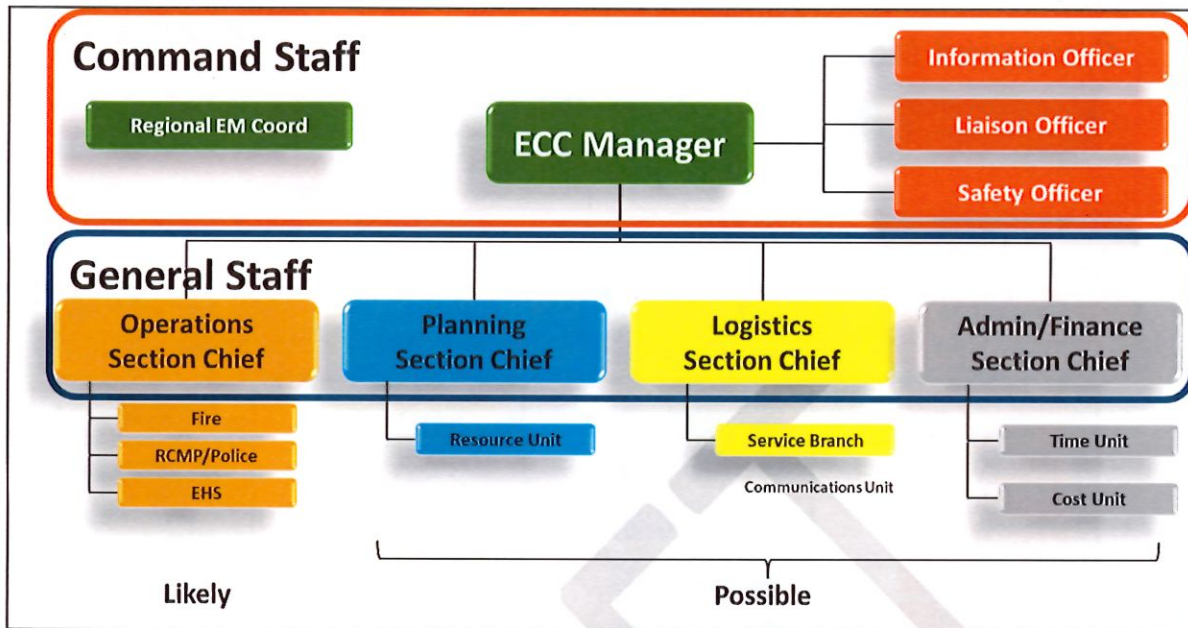 Command Staff
Regional EM Coord
ECC Manager
Information Officer
Liaison Officer
Safety Officer
General Staff
Operations
Section Chief
Planning
Section Chief
Logistics
Section Chief
Admin/Finance
Section Chief
Fire
RCMP/Police
EHS
Resource Unit
Service Branch
Communications Unit
Time Unit
Cost Unit
Likely
Possible